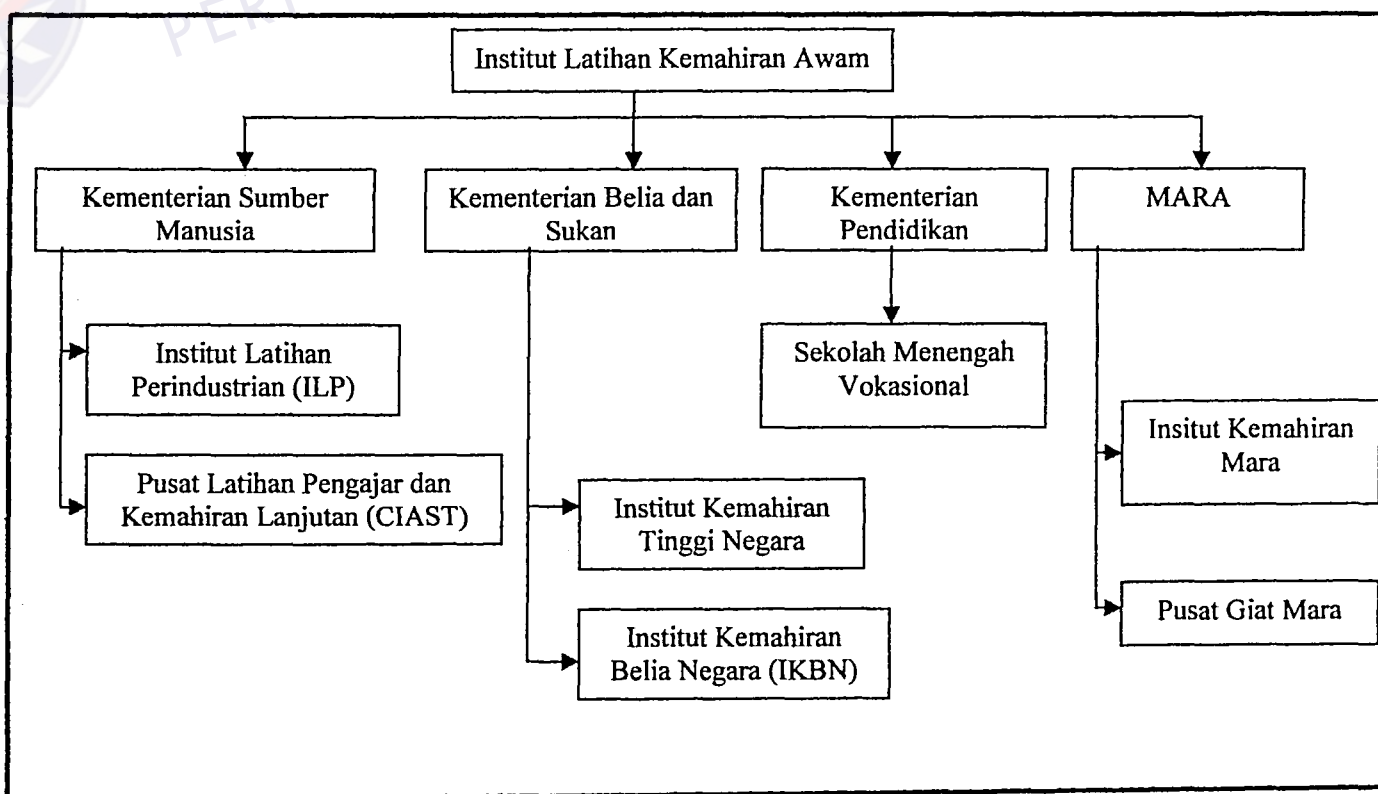 PERP
Institut Latihan Kemahiran Awam
Kementerian Sumber
Manusia
Kementerian Belia dan
Sukan
Kementerian
Pendidikan
MARA
Institut Latihan
Perindustrian (ILP)
Pusat Latihan Pengajar dan
Kemahiran Lanjutan (CIAST)
Institut Kemahiran
Tinggi Negara
Institut Kemahiran
Belia Negara (IKBN)
Sekolah Menengah
Vokasional
Insitut Kemahiran
Mara
Pusat Giat Mara